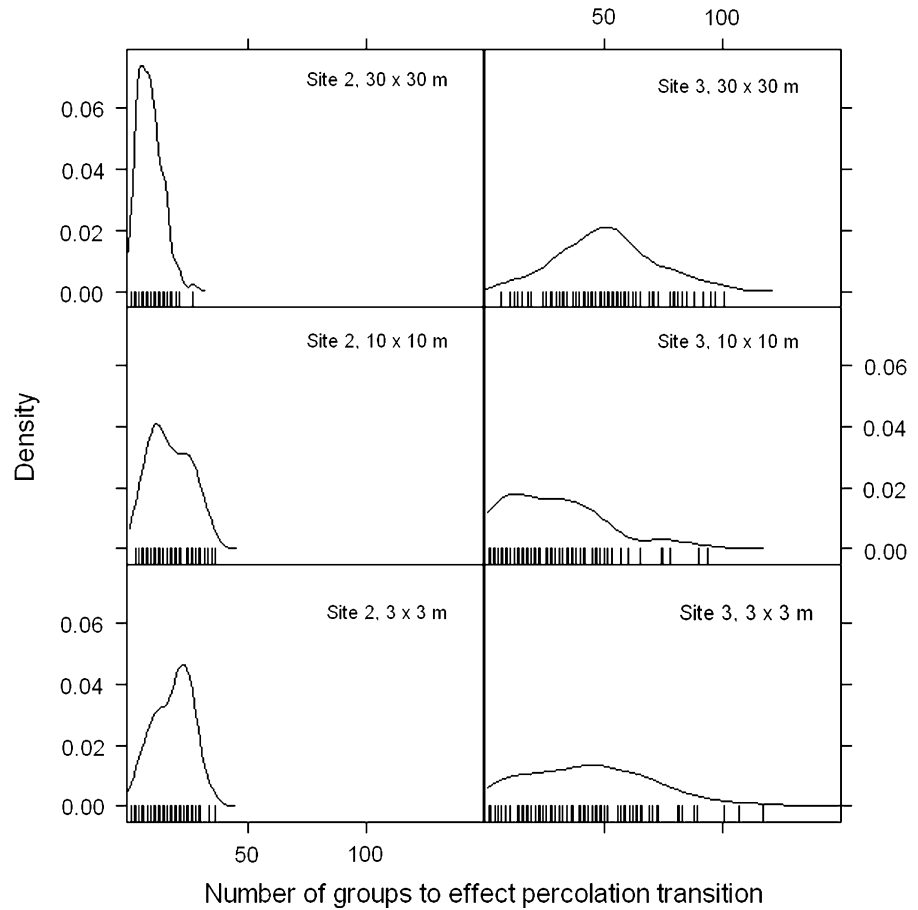 50 100
Site 2, 30 x 30 m
Site 3, 30 x 30 m
0.06
0.04
0.02
0.00
Site 2, 10 x 10 m
Site 3, 10 x 10 m
0.06
0.04
0.02
0.00
Density
Site 2, 3 x 3 m
Site 3, 3 x 3 m
0.06
0.04
0.02
0.00
50 100
Number of groups to effect percolation transition